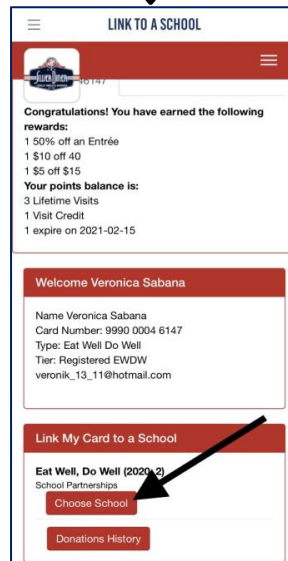 LINK TO A SCHOOL
SILVER DINER
6147
Congratulations! You have earned the following
rewards:
1 50% off an Entrée
1 $10 off 40
1 $5 off $15
Your points balance is:
3 Lifetime Visits
1 Visit Credit
1 expire on 2021-02-15
Welcome Veronica Sabana
Name Veronica Sabana
Card Number: 9990 0004 6147
Type: Eat Well Do Well
Tier: Registered EWDW
veronik_13_11@hotmail.com
Link My Card to a School
Eat Well, Do Well (2020-2)
School Partnerships
Choose School
Donations History